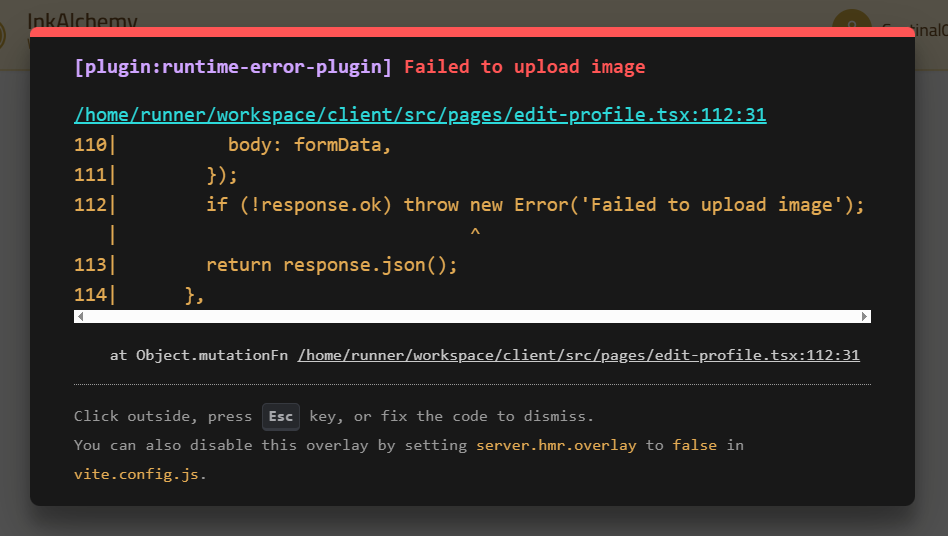 InkAlchemy
[plugin:runtime-error-plugin] Failed to upload image
/home/runner/workspace/client/src/pages/edit-profile.tsx:112:31
110|          body: formData,
111|        });
112|        if (!response.ok) throw new Error('Failed to upload image');
   |                                ^
113|        return response.json();
114|      },
at Object.mutationFn /home/runner/workspace/client/src/pages/edit-profile.tsx:112:31
Click outside, press Esc key, or fix the code to dismiss.
You can also disable this overlay by setting server.hmr.overlay to false in
vite.config.js.